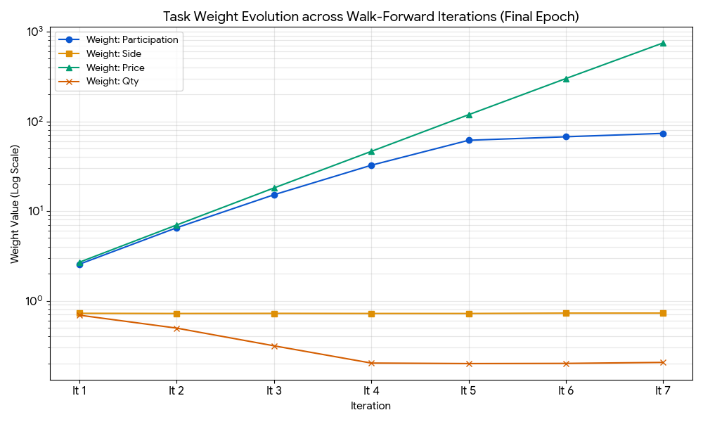 Task Weight Evolution across Walk-Forward Iterations (Final Epoch)
Weight: Participation
Weight: Side
Weight: Price
Weight: Qty
Weight Value (Log Scale)
10³
10²
10¹
10⁰
It 1
It 2
It 3
It 4
It 5
It 6
It 7
Iteration